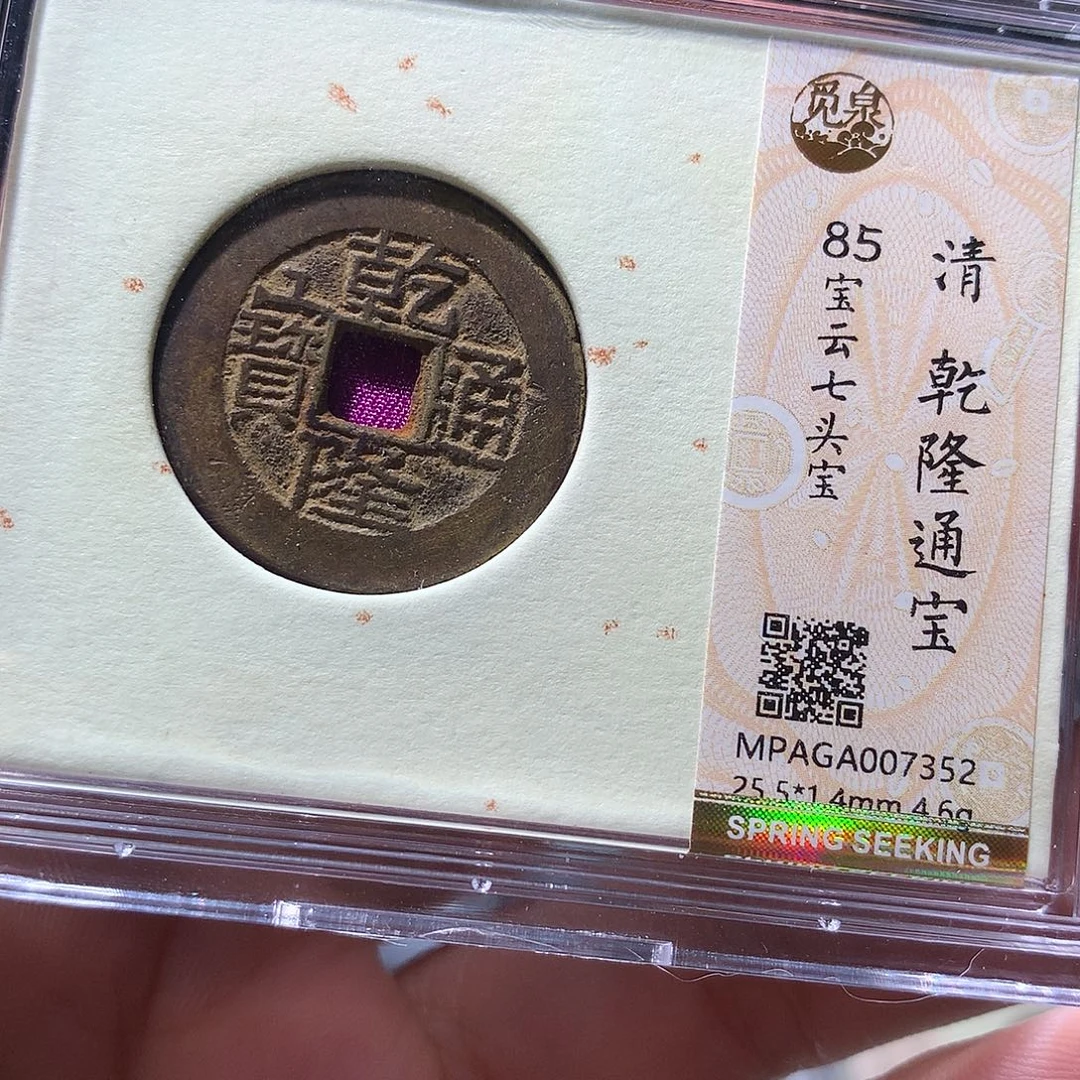 乾隆通寶
觅泉
清 乾隆通宝
85
宝云七头宝
MPAGA007352
25.5*1.4mm 4.6g
SPRING SEEKING